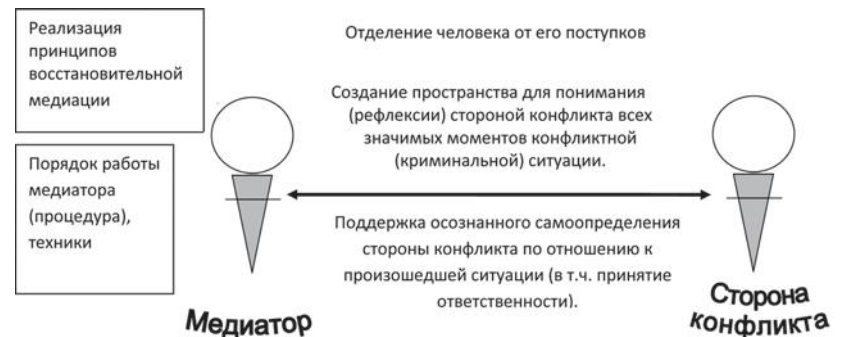 Реализация
принципов
восстановительной
медиации
Порядок работы
медиатора
(процедура),
техники
Отделение человека от его поступков
Создание пространства для понимания
(рефлексии) стороной конфликта всех
значимых моментов конфликтной
(криминальной) ситуации.
Поддержка осознанного самоопределения
стороны конфликта по отношению к
произошедшей ситуации (в т.ч. принятие
ответственности).
Медиатор
Сторона
конфликта